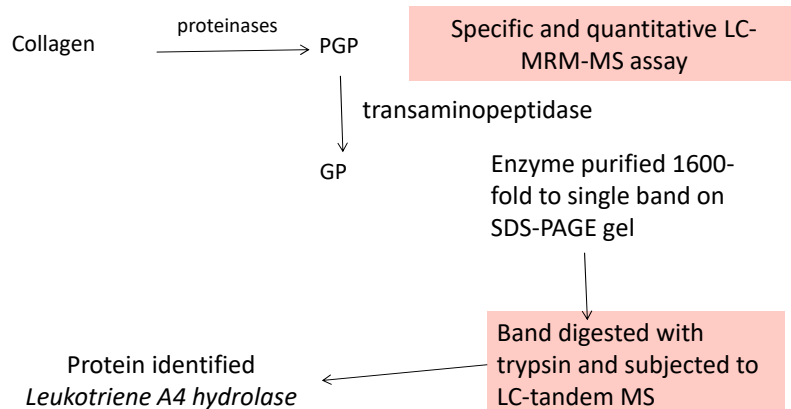 Collagen
proteinases
PGP
Specific and quantitative LC-
MRM-MS assay
transaminopeptidase
GP
Enzyme purified 1600-
fold to single band on
SDS-PAGE gel
Band digested with
trypsin and subjected to
LC-tandem MS
Protein identified
Leukotriene A4 hydrolase